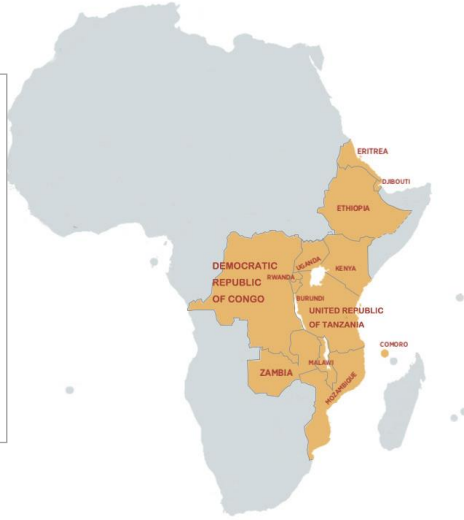 ERITREA
DJIBOUTI
ETHIOPIA
DEMOCRATIC
REPUBLIC
OF CONGO
UGANDA
KENYA
RWANDA
BURUNDI
UNITED REPUBLIC
OF TANZANIA
COMORO
MALAWI
ZAMBIA
MOZAMBIQUE